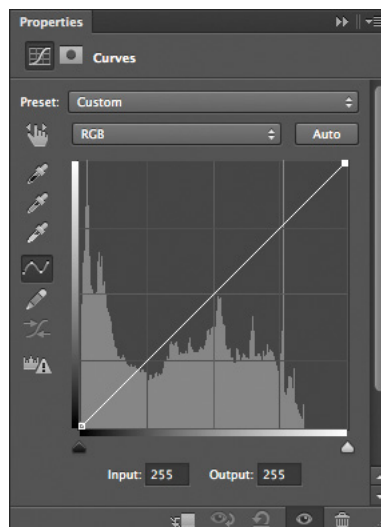 Properties
Curves
Preset: Custom
RGB Auto
Input: 255 Output: 255